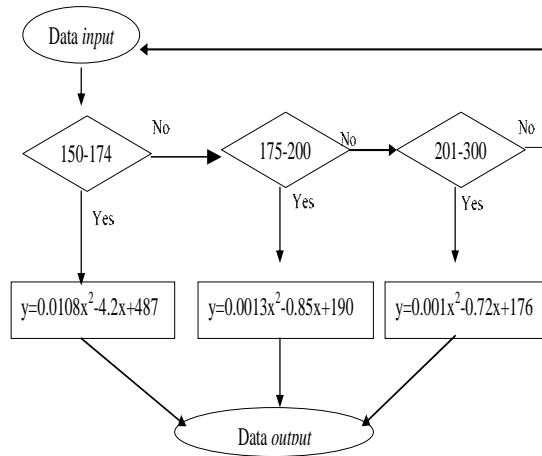 Data input
No
150-174
No
175-200
No
201-300
Yes
Yes
Yes
y=0.0108x²-4.2x+487
y=0.0013x²-0.85x+190
y=0.001x²-0.72x+176
Data output